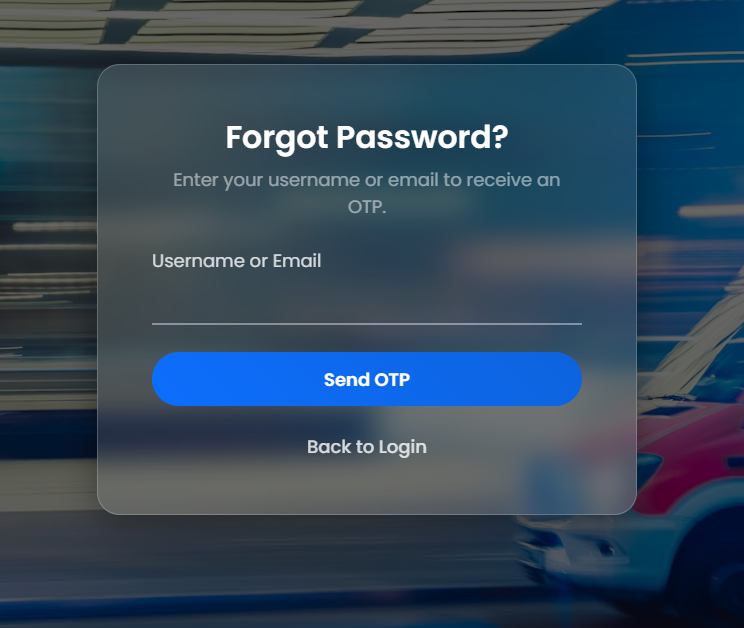 Forgot Password?
Enter your username or email to receive an
OTP.
Username or Email
Send OTP
Back to Login